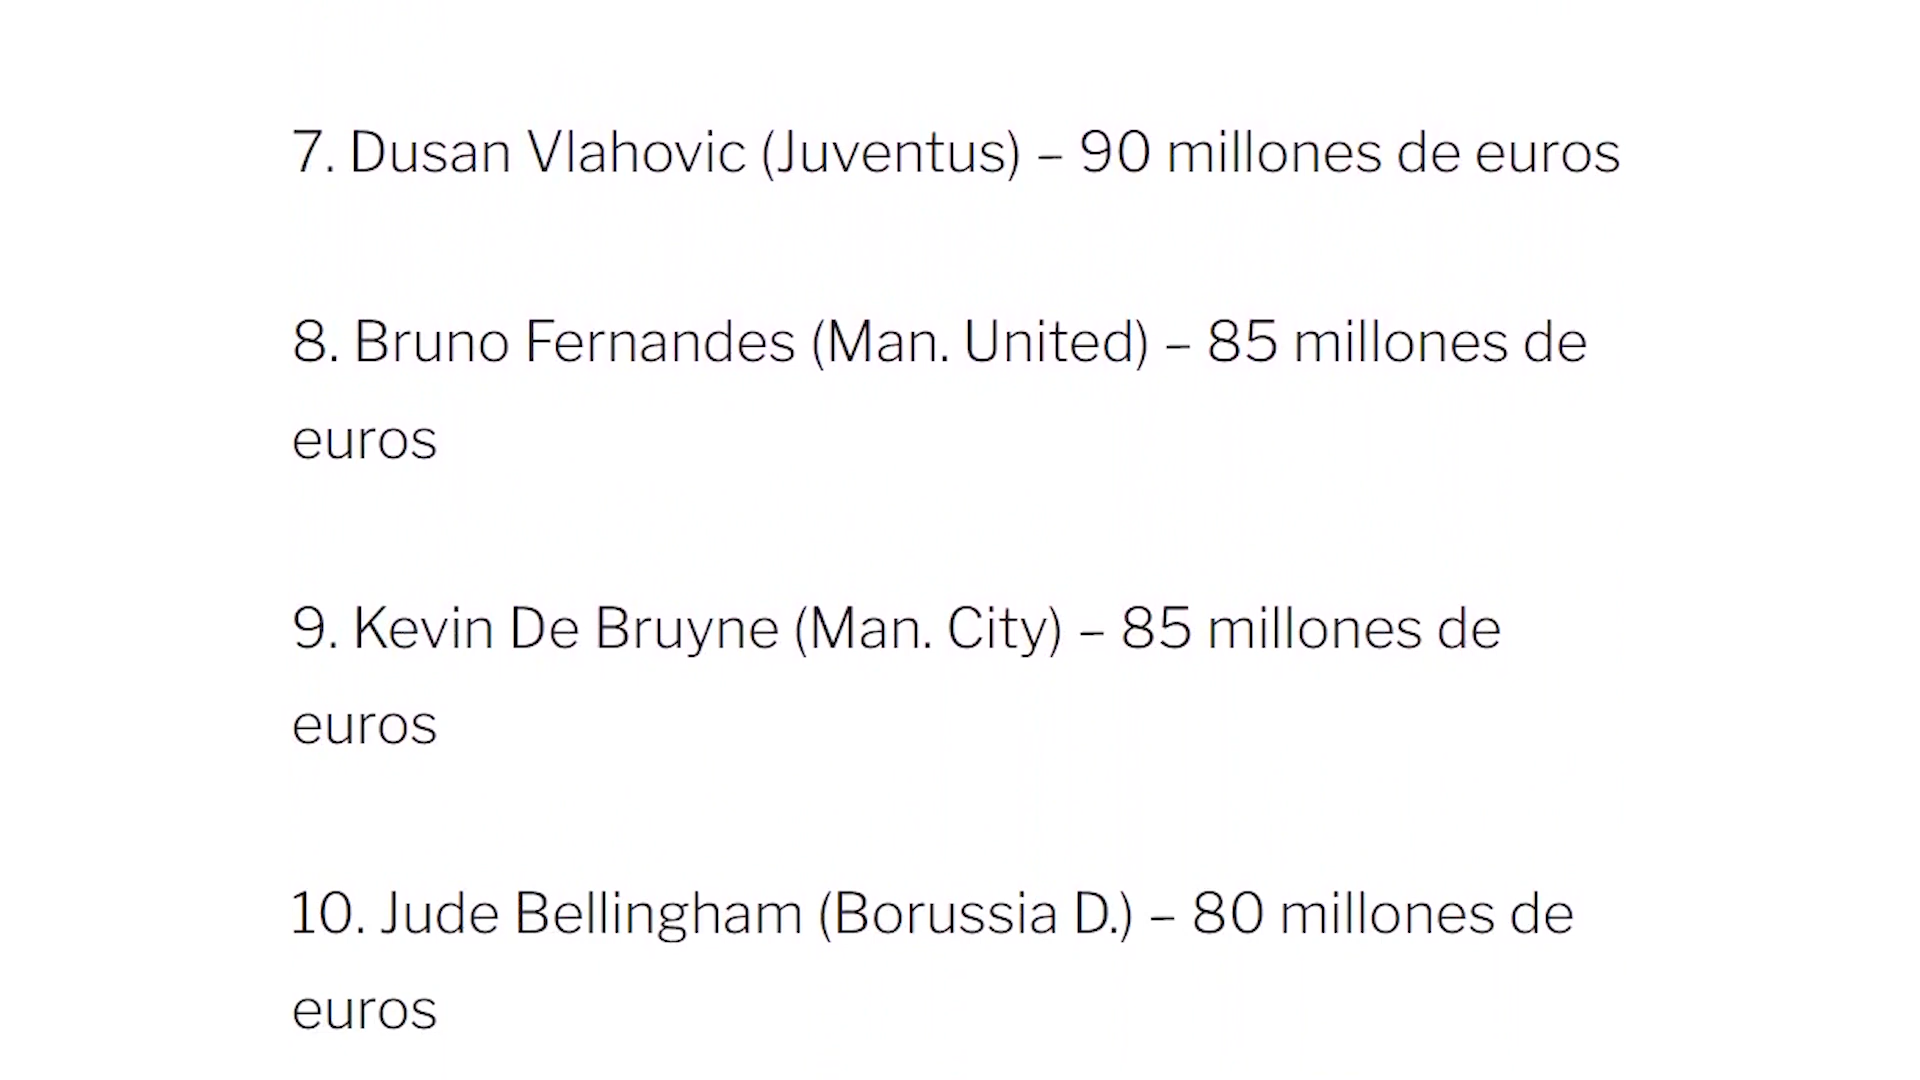 7. Dusan Vlahovic (Juventus) – 90 millones de euros
8. Bruno Fernandes (Man. United) – 85 millones de
euros
9. Kevin De Bruyne (Man. City) – 85 millones de
euros
10. Jude Bellingham (Borussia D.) – 80 millones de
euros